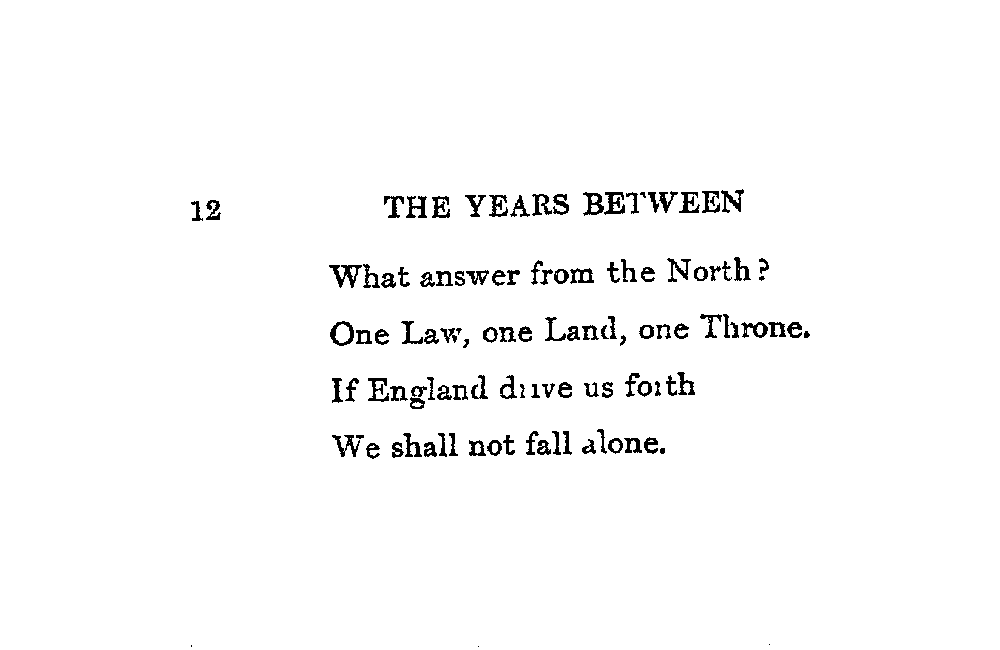 12 THE YEARS BETWEEN
What answer from the North?
One Law, one Land, one Throne.
If England drive us forth
We shall not fall alone.